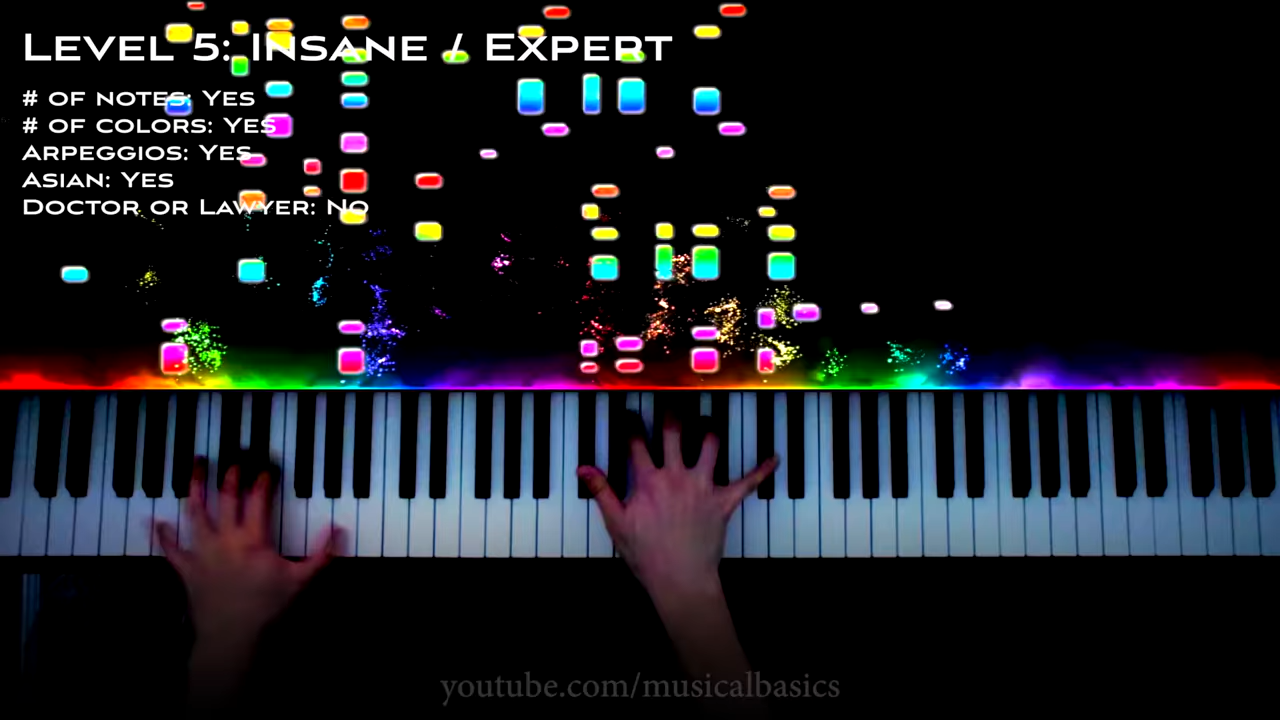 Level 5: Insane / Expert
# of notes: Yes
# of colors: Yes
Arpeggios: Yes
Asian: Yes
Doctor or Lawyer: No
youtube.com/musicalbasics